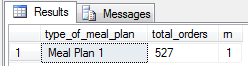 Results Messages
type_of_meal_plan total_orders rn
1 Meal Plan 1 527 1